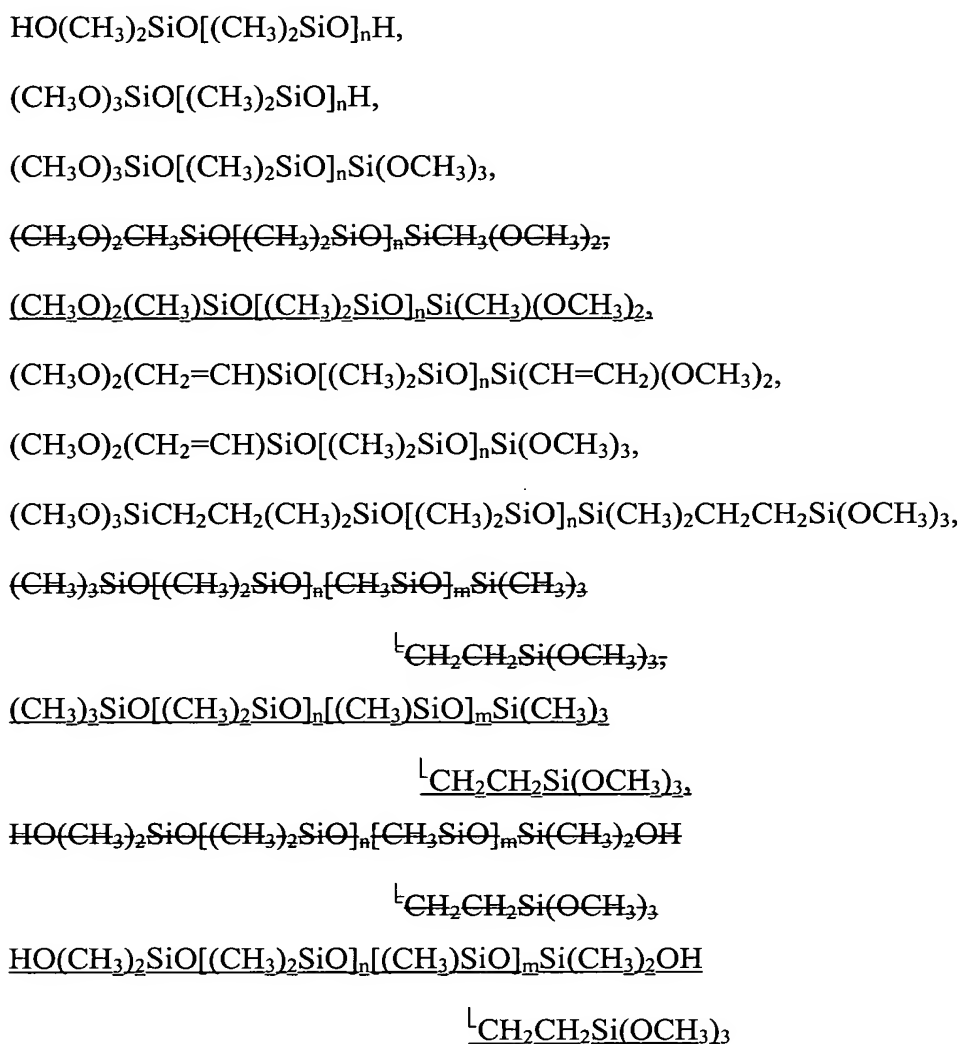 HO(CH₃)₂SiO[(CH₃)₂SiO]ₙH,
(CH₃O)₃SiO[(CH₃)₂SiO]ₙH,
(CH₃O)₃SiO[(CH₃)₂SiO]ₙSi(OCH₃)₃,
(CH₃O)₂CH₃SiO[(CH₃)₂SiO]ₙSiCH₃(OCH₃)₂,
(CH₃O)₂(CH₃)SiO[(CH₃)₂SiO]ₙSi(CH₃)(OCH₃)₂,
(CH₃O)₂(CH₂=CH)SiO[(CH₃)₂SiO]ₙSi(CH=CH₂)(OCH₃)₂,
(CH₃O)₂(CH₂=CH)SiO[(CH₃)₂SiO]ₙSi(OCH₃)₃,
(CH₃O)₃SiCH₂CH₂(CH₃)₂SiO[(CH₃)₂SiO]ₙSi(CH₃)₂CH₂CH₂Si(OCH₃)₃,
(CH₃)₃SiO[(CH₃)₂SiO]ₙ[CH₃SiO]ₘSi(CH₃)₃
└CH₂CH₂Si(OCH₃)₃,
(CH₃)₃SiO[(CH₃)₂SiO]ₙ[(CH₃)SiO]ₘSi(CH₃)₃
└CH₂CH₂Si(OCH₃)₃,
HO(CH₃)₂SiO[(CH₃)₂SiO]ₙ[CH₃SiO]ₘSi(CH₃)₂OH
└CH₂CH₂Si(OCH₃)₃
HO(CH₃)₂SiO[(CH₃)₂SiO]ₙ[(CH₃)SiO]ₘSi(CH₃)₂OH
└CH₂CH₂Si(OCH₃)₃